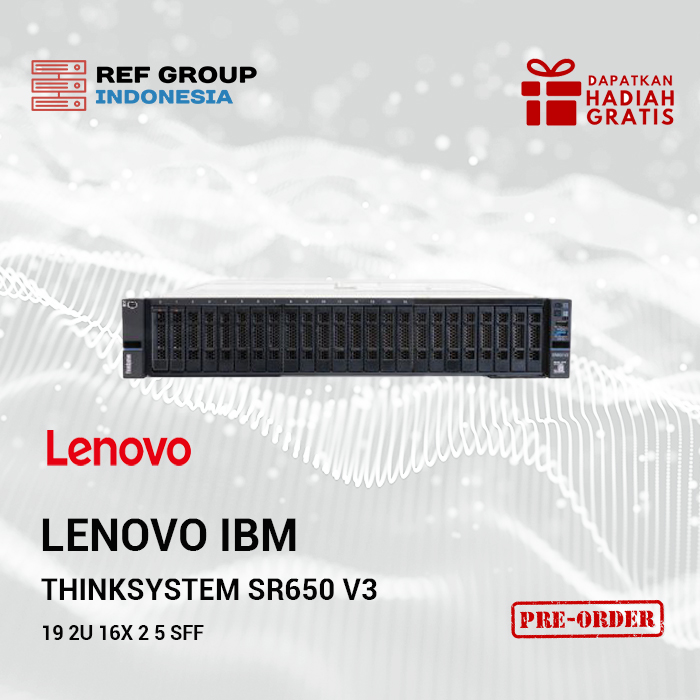 REF GROUP
INDONESIA
DAPATKAN
HADIAH
GRATIS
Lenovo
LENOVO IBM
THINKSYSTEM SR650 V3
19 2U 16X 2 5 SFF
PRE-ORDER